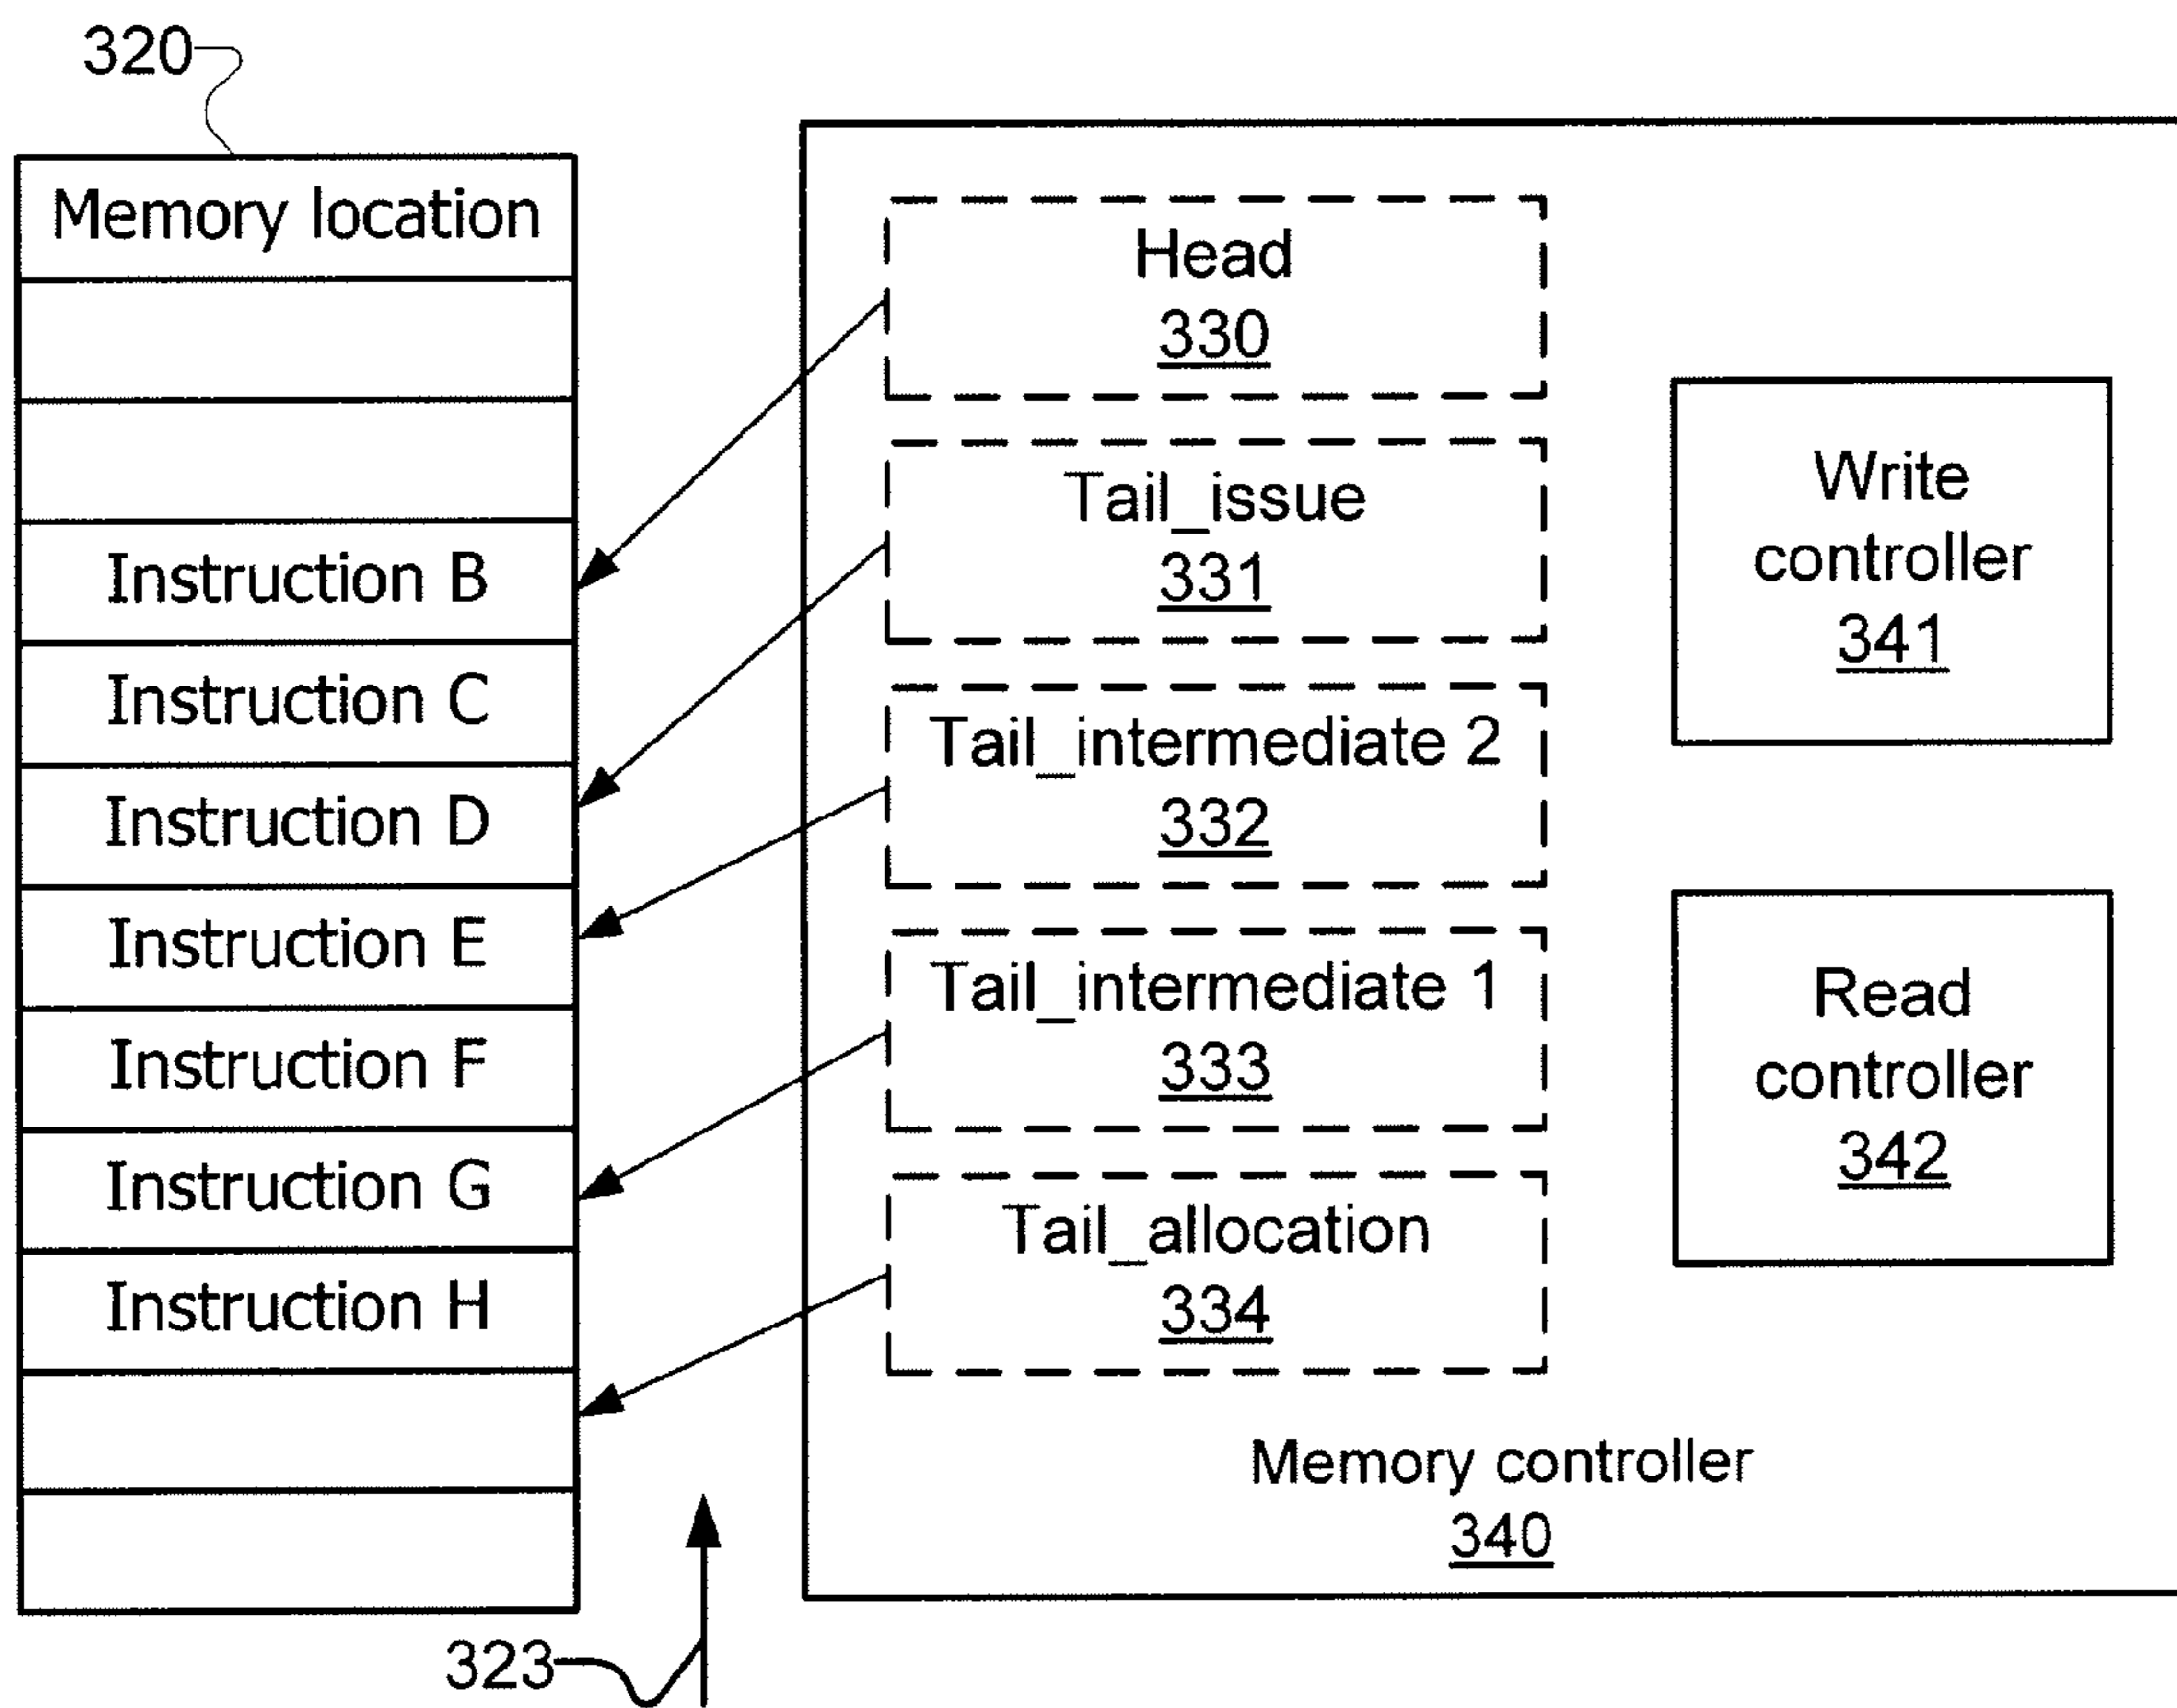 320
Memory location
Instruction B
Instruction C
Instruction D
Instruction E
Instruction F
Instruction G
Instruction H
323
Head
330
Tail_issue
331
Tail_intermediate 2
332
Tail_intermediate 1
333
Tail_allocation
334
Write
controller
341
Read
controller
342
Memory controller
340